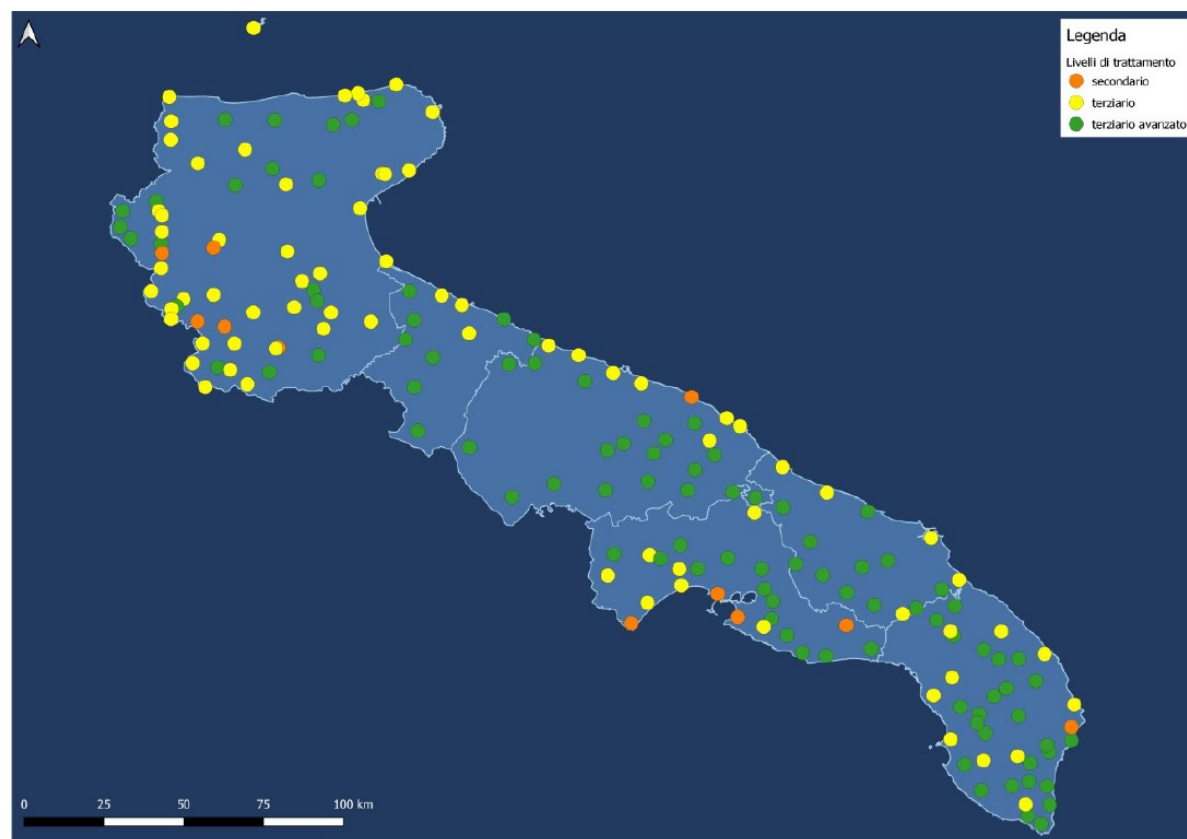 Legenda
Livelli di trattamento
secondario
terziario
terziario avanzato
0 25 50 75 100 km